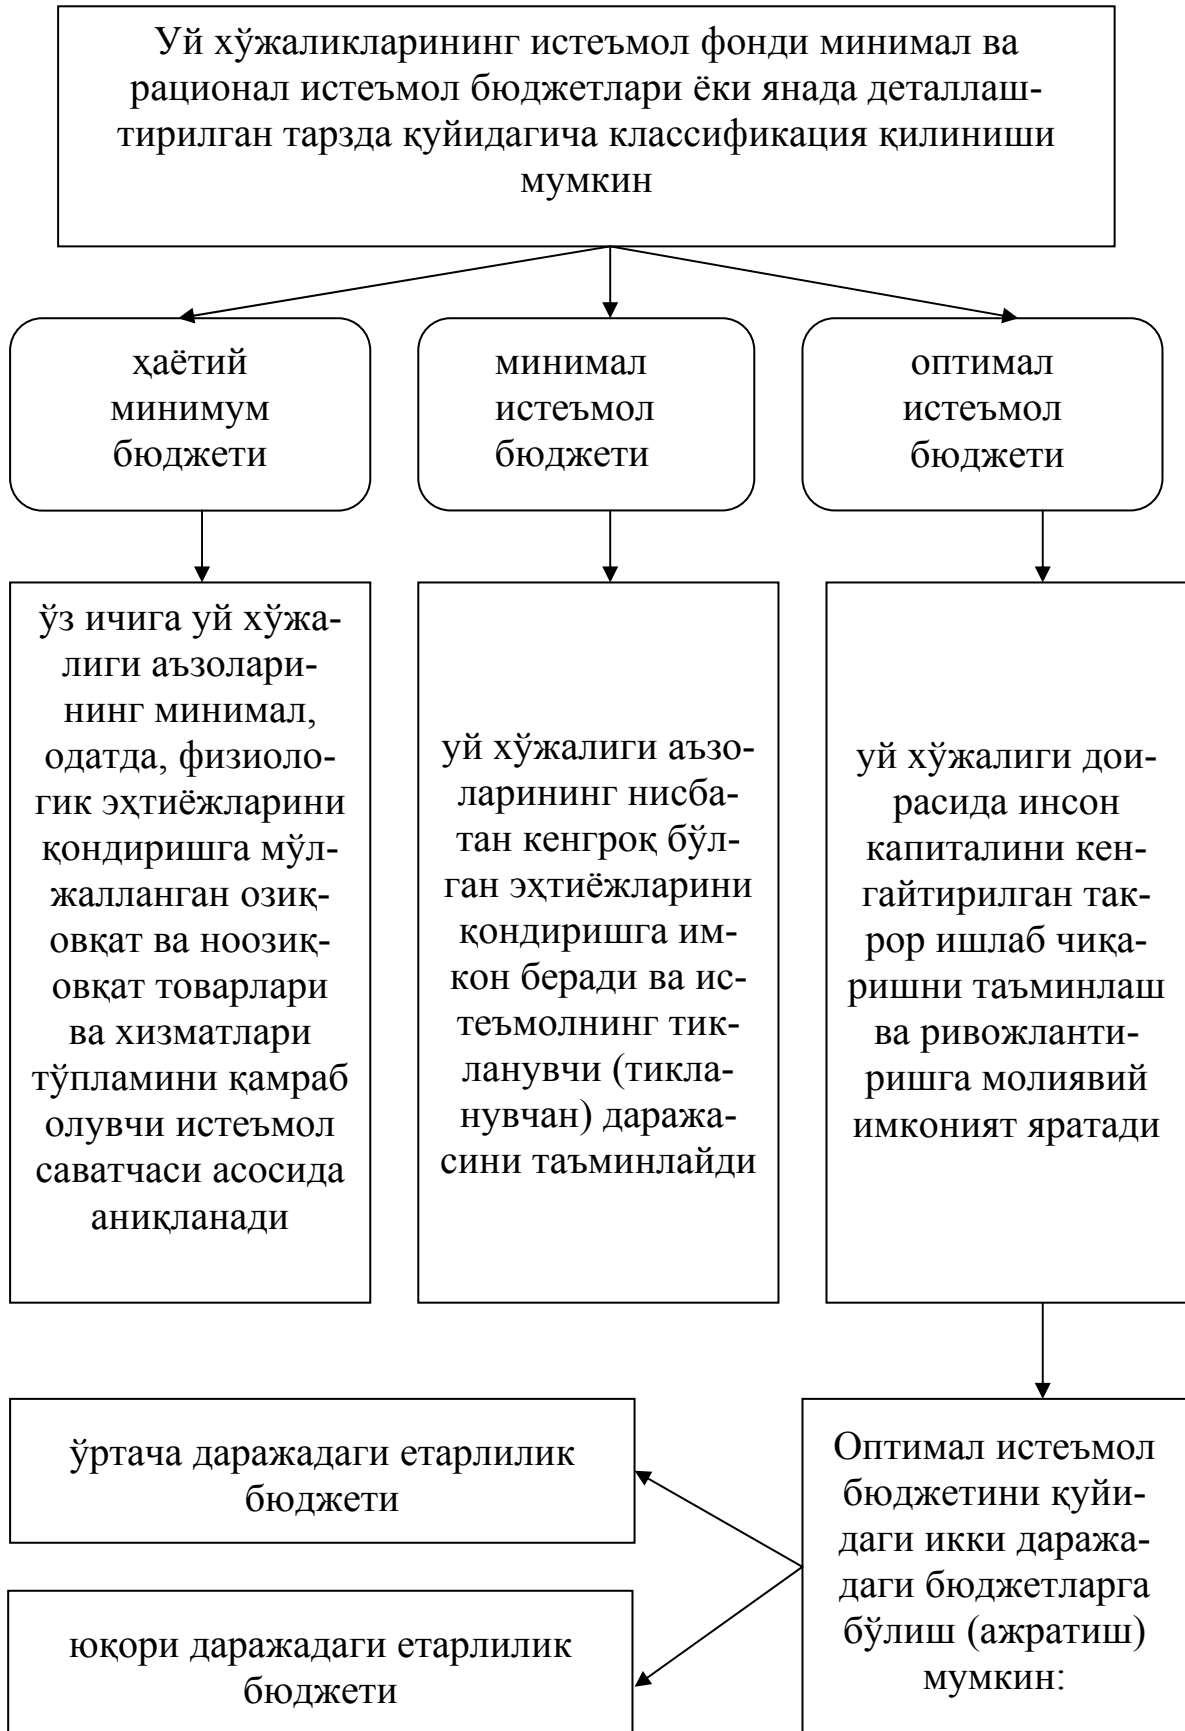 Уй хўжаликларининг истеъмол фонди минимал ва
рационал истеъмол бюджетлари ёки янада деталлаш-
тирилган тарзда қуйидагича классификация қилиниши
мумкин
ҳаётий
минимум
бюджети
минимал
истеъмол
бюджети
оптимал
истеъмол
бюджети
ўз ичига уй хўжа-
лиги аъзолари-
нинг минимал,
одатда, физиоло-
гик эҳтиёжларини
қондиришга мўл-
жалланган озиқ-
овқат ва ноозиқ-
овқат товарлари
ва хизматлари
тўпламини қамраб
олувчи истеъмол
саватчаси асосида
аниқланади
уй хўжалиги аъзо-
ларининг нисба-
тан кенгроқ бўл-
ган эҳтиёжларини
қондиришга им-
кон беради ва ис-
теъмолнинг тик-
ланувчи (тикла-
нувчан) даража-
сини таъминлайди
уй хўжалиги дои-
расида инсон
капиталини кен-
гайтирилган так-
рор ишлаб чиқа-
ришни таъминлаш
ва ривожланти-
ришга молиявий
имконият яратади
Оптимал истеъмол
бюджетини қуйи-
даги икки даража-
даги бюджетларга
бўлиш (ажратиш)
мумкин:
ўртача даражадаги етарлилик
бюджети
юқори даражадаги етарлилик
бюджети